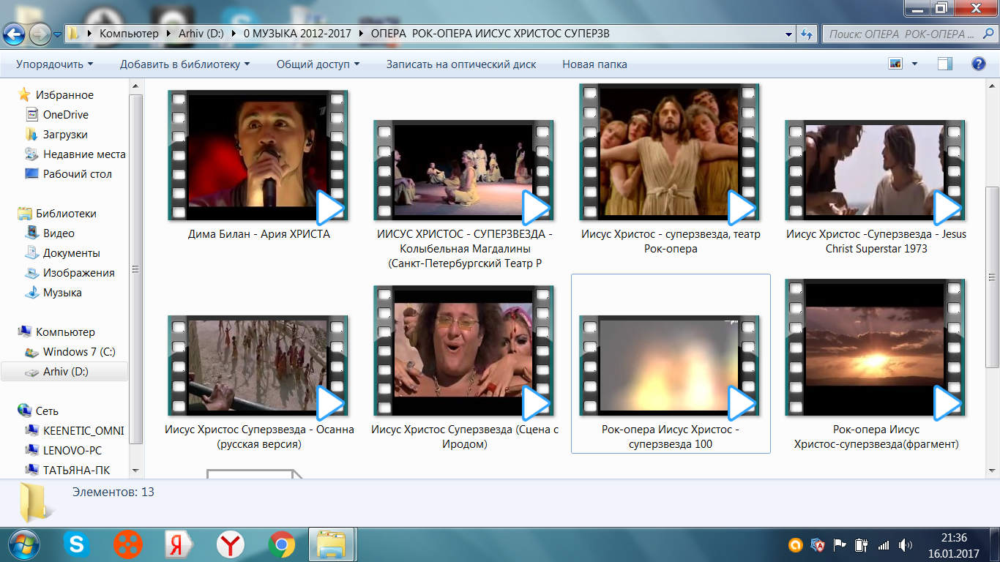 Компьютер Arhiv (D:) 0 МУЗЫКА 2012-2017 ОПЕРА РОК-ОПЕРА ИИСУС ХРИСТОС СУПЕРЗВ
Поиск: ОПЕРА РОК-ОПЕРА ...
Упорядочить Добавить в библиотеку Общий доступ Записать на оптический диск Новая папка
Избранное
OneDrive
Загрузки
Недавние места
Рабочий стол
Библиотеки
Видео
Документы
Изображения
Музыка
Компьютер
Windows 7 (C:)
Arhiv (D:)
Сеть
KEENETIC_OMNI
LENOVO-PC
ТАТЬЯНА-ПК
Дима Билан - Ария ХРИСТА
ИИСУС ХРИСТОС - СУПЕРЗВЕЗДА -
Колыбельная Магдалины
(Санкт-Петербургский Театр Р
Иисус Христос - суперзвезда, театр
Рок-опера
Иисус Христос -Суперзвезда - Jesus
Christ Superstar 1973
Иисус Христос Суперзвезда - Осанна
(русская версия)
Иисус Христос Суперзвезда (Сцена с
Иродом)
Рок-опера Иисус Христос -
суперзвезда 100
Рок-опера Иисус
Христос-суперзвезда(фрагмент)
Элементов: 13
21:36
16.01.2017